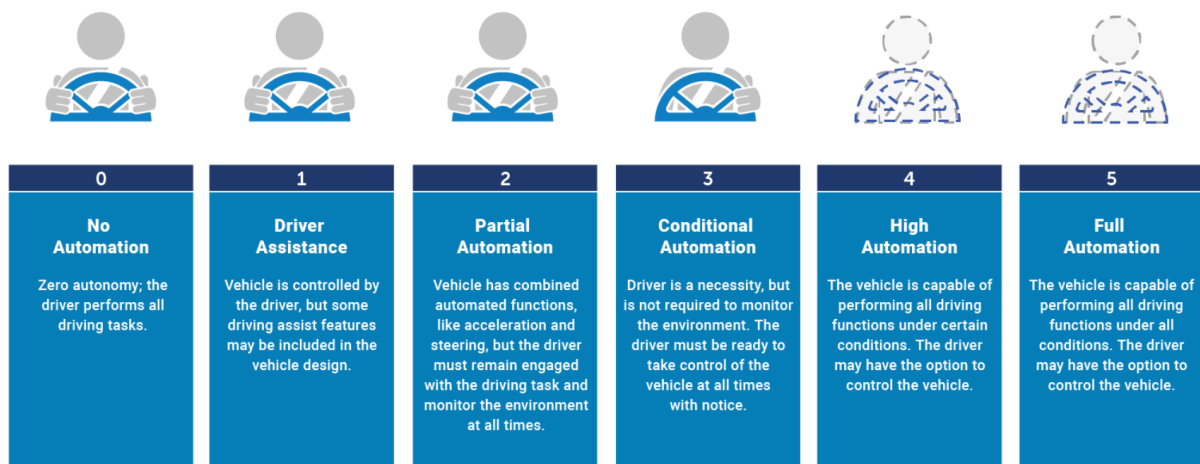 0
No
Automation
Zero autonomy; the
driver performs all
driving tasks.
1
Driver
Assistance
Vehicle is controlled by
the driver, but some
driving assist features
may be included in the
vehicle design.
2
Partial
Automation
Vehicle has combined
automated functions,
like acceleration and
steering, but the driver
must remain engaged
with the driving task and
monitor the environment
at all times.
3
Conditional
Automation
Driver is a necessity, but
is not required to monitor
the environment. The
driver must be ready to
take control of the
vehicle at all times
with notice.
4
High
Automation
The vehicle is capable of
performing all driving
functions under certain
conditions. The driver
may have the option to
control the vehicle.
5
Full
Automation
The vehicle is capable of
performing all driving
functions under all
conditions. The driver
may have the option to
control the vehicle.